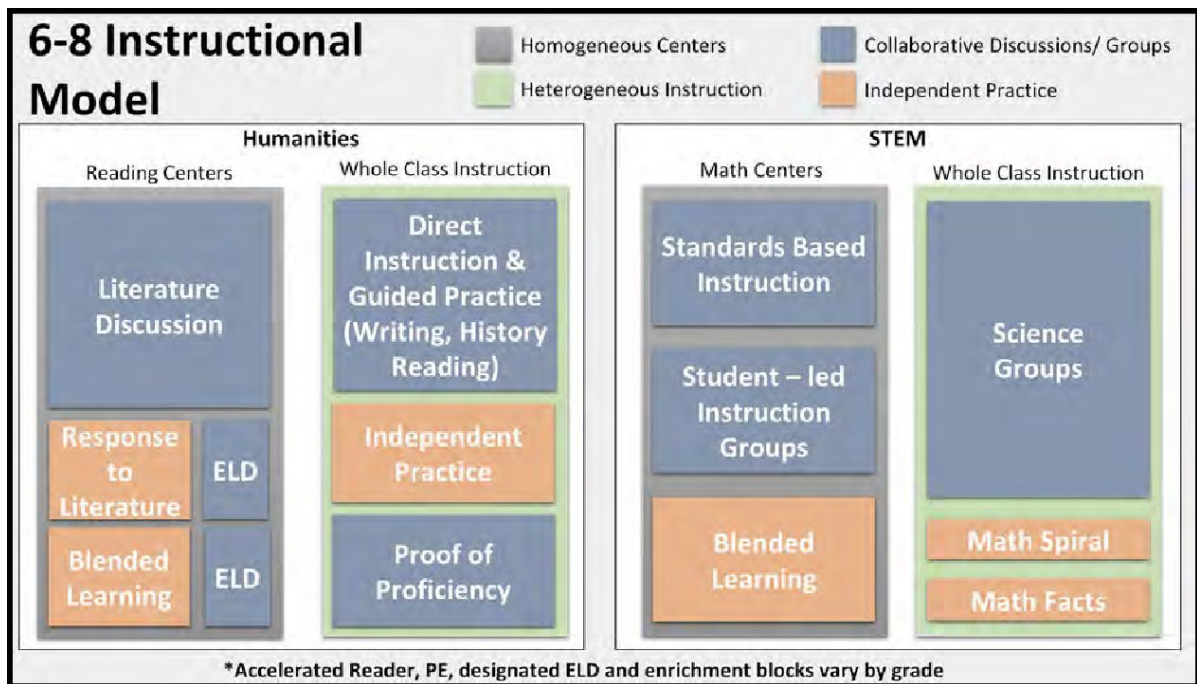 6-8 Instructional
Model
Homogeneous Centers
Collaborative Discussions/ Groups
Heterogeneous Instruction
Independent Practice
Humanities
Reading Centers
Whole Class Instruction
Literature
Discussion
Response
to
Literature
ELD
Blended
Learning
ELD
Direct
Instruction &
Guided Practice
(Writing, History
Reading)
Independent
Practice
Proof of
Proficiency
STEM
Math Centers
Whole Class Instruction
Standards Based
Instruction
Student – led
Instruction
Groups
Blended
Learning
Science
Groups
Math Spiral
Math Facts
*Accelerated Reader, PE, designated ELD and enrichment blocks vary by grade